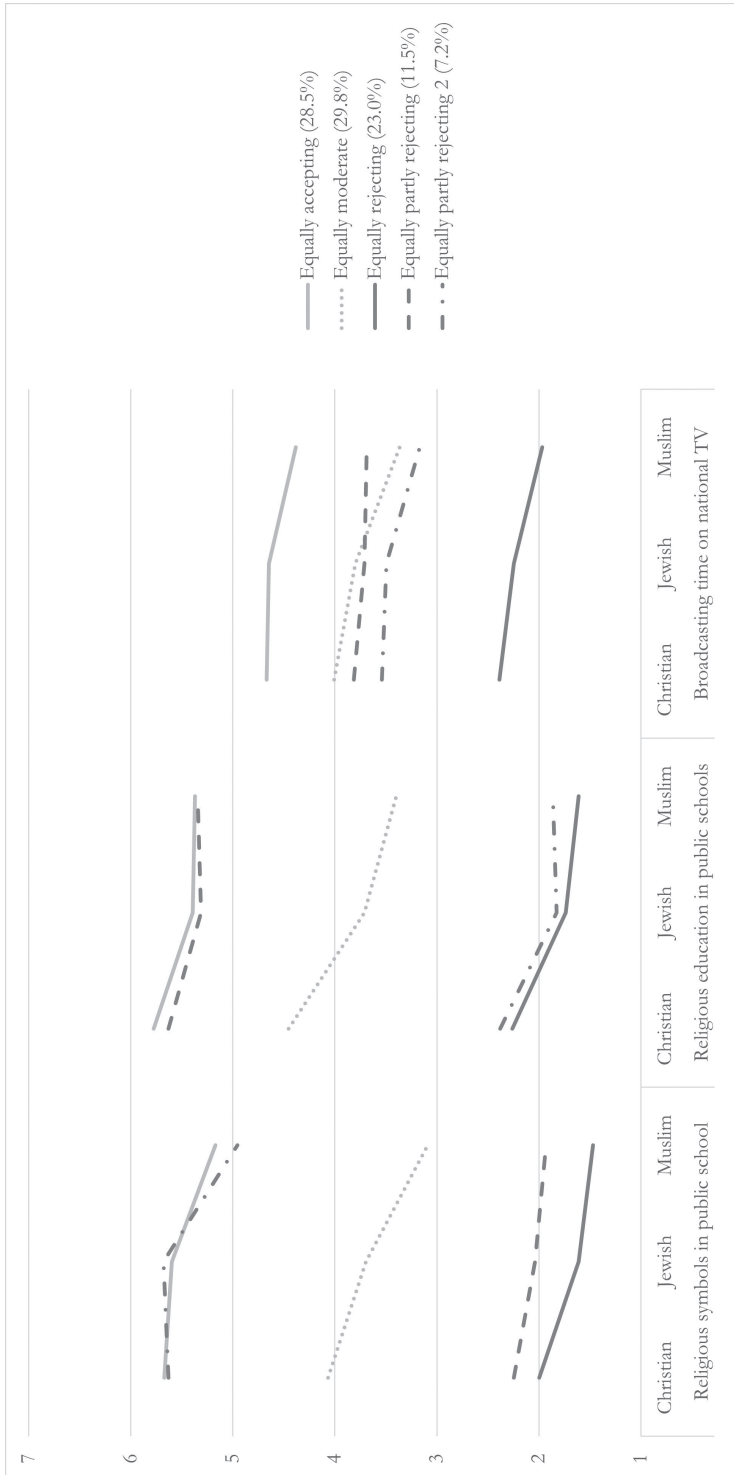 7
6
5
4
3
2
1
Christian Jewish Muslim
Religious symbols in public school
Christian Jewish Muslim
Religious education in public schools
Christian Jewish Muslim
Broadcasting time on national TV
Equally accepting (28.5%)
Equally moderate (29.8%)
Equally rejecting (23.0%)
Equally partly rejecting (11.5%)
Equally party rejecting 2 (7.2%)